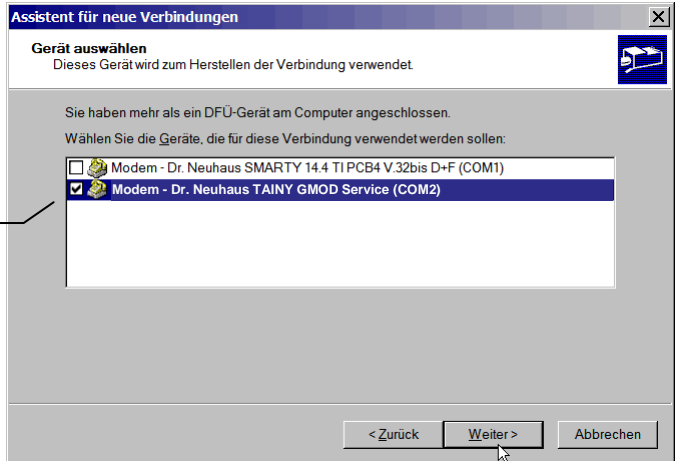 Assistent für neue Verbindungen
Gerät auswählen
Dieses Gerät wird zum Herstellen der Verbindung verwendet.
Sie haben mehr als ein DFÜ-Gerät am Computer angeschlossen.
Wählen Sie die Geräte, die für diese Verbindung verwendet werden sollen:
Modem - Dr. Neuhaus SMARTY 14.4 TI PCB4 V.32bis D+F (COM1)
Modem - Dr. Neuhaus TAINY GMOD Service (COM2)
< Zurück Weiter > Abbrechen